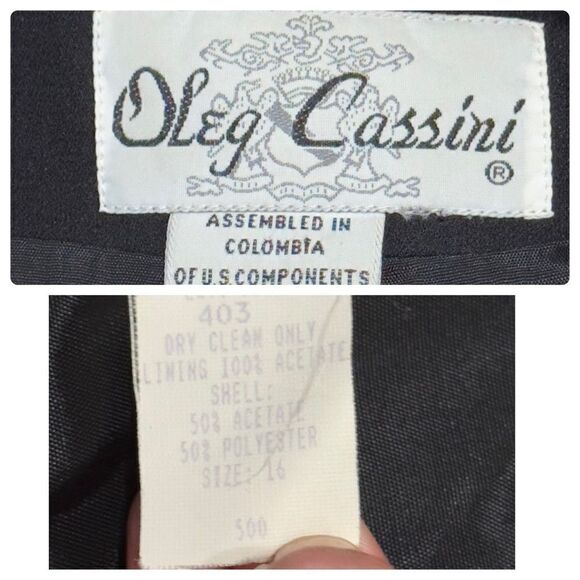 Oleg Cassini
®
ASSEMBLED IN
COLOMBIA
OF U.S. COMPONENTS
403
DRY CLEAN ONLY
LINING 100% ACETATE
SHELL:
50% ACETATE
50% POLYESTER
SIZE: 16
500